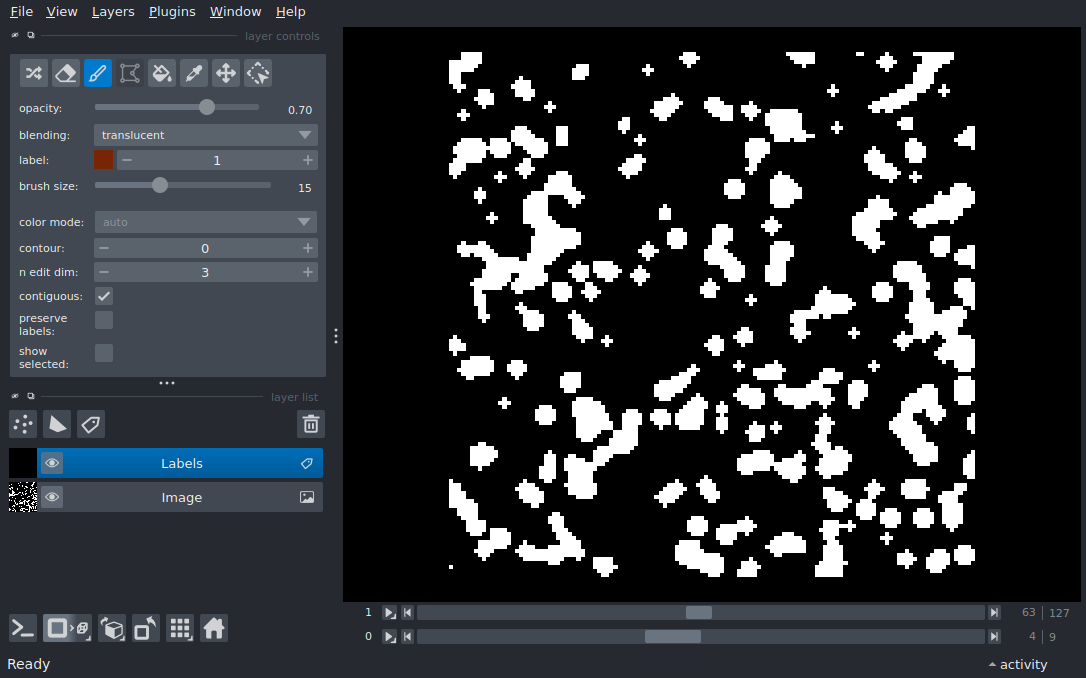 File View Layers Plugins Window Help
layer controls
opacity: 0.70
blending: translucent
label: 1
brush size: 15
color mode: auto
contour: 0
n edit dim: 3
contiguous:
preserve
labels:
show
selected:
layer list
Labels
Image
1 63 127
0 4 9
Ready activity